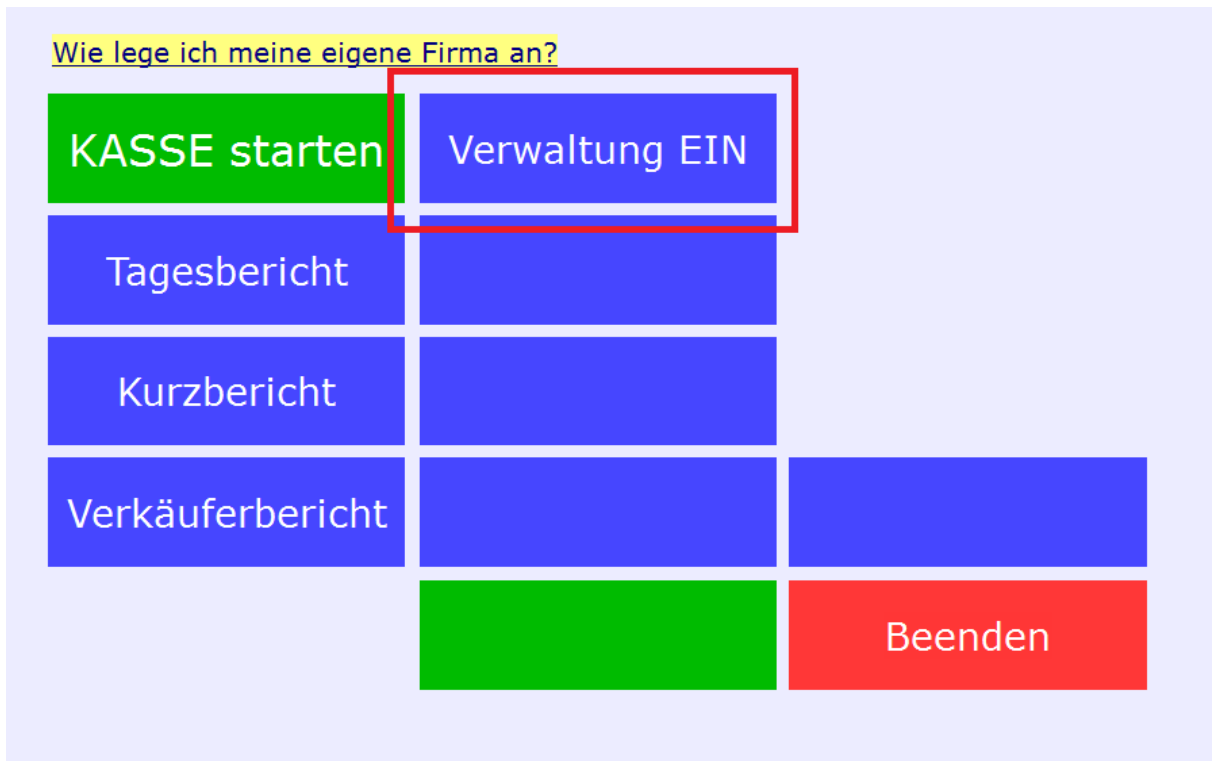 Wie lege ich meine eigene Firma an?
KASSE starten
Verwaltung EIN
Tagesbericht
Kurzbericht
Verkäuferbericht
Beenden